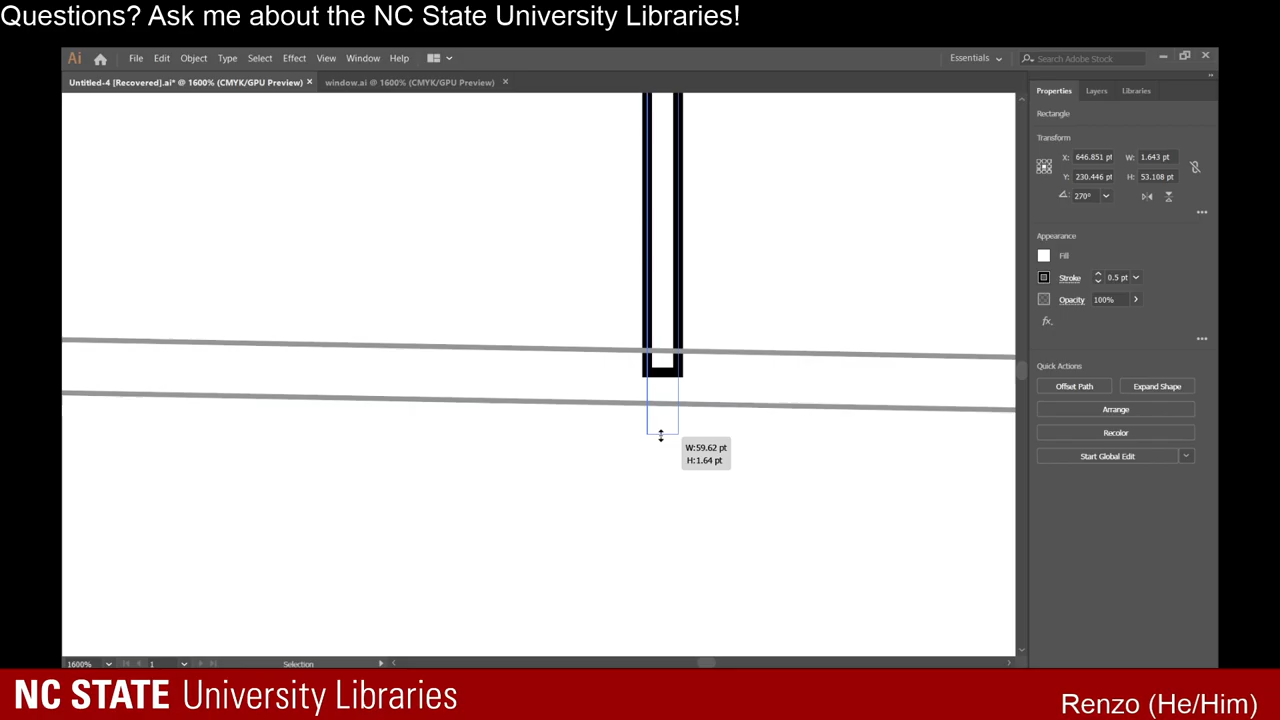 Questions? Ask me about the NC State University Libraries!
Ai File Edit Object Type Select Effect View Window Help Essentials Search Adobe Stock
Untitled-4 [Recovered].ai* @ 1600% (CMYK/GPU Preview) × window.ai @ 1600% (CMYK/GPU Preview) ×
Properties Layers Libraries
Rectangle
Transform
X: 646.851 pt W: 1.643 pt
Y: 230.446 pt H: 53.108 pt
270°
Appearance
Fill
Stroke 0.5 pt
Opacity 100%
fx.
Quick Actions
Offset Path Expand Shape
Arrange
Recolor
Start Global Edit
W:59.62 pt
H:1.64 pt
1600% 1 Selection
NC STATE University Libraries
Renzo (He/Him)